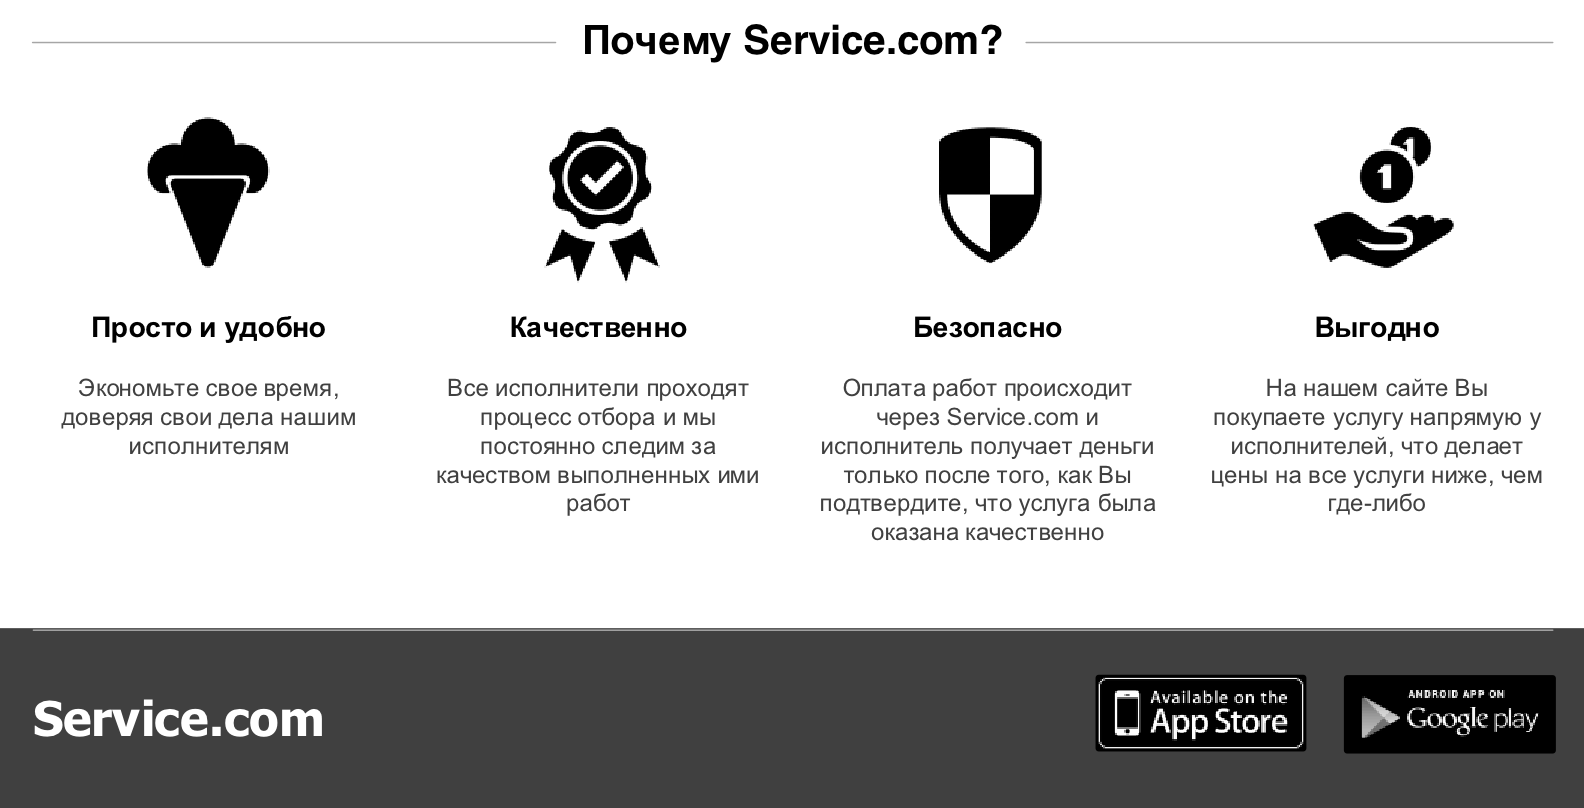 Почему Service.com?
Просто и удобно
Экономьте свое время,
доверяя свои дела нашим
исполнителям
Качественно
Все исполнители проходят
процесс отбора и мы
постоянно следим за
качеством выполненных ими
работ
Безопасно
Оплата работ происходит
через Service.com и
исполнитель получает деньги
только после того, как Вы
подтвердите, что услуга была
оказана качественно
1
1
Выгодно
На нашем сайте Вы
покупаете услугу напрямую у
исполнителей, что делает
цены на все услуги ниже, чем
где-либо
Service.com
Available on the
App Store
ANDROID APP ON
Google play